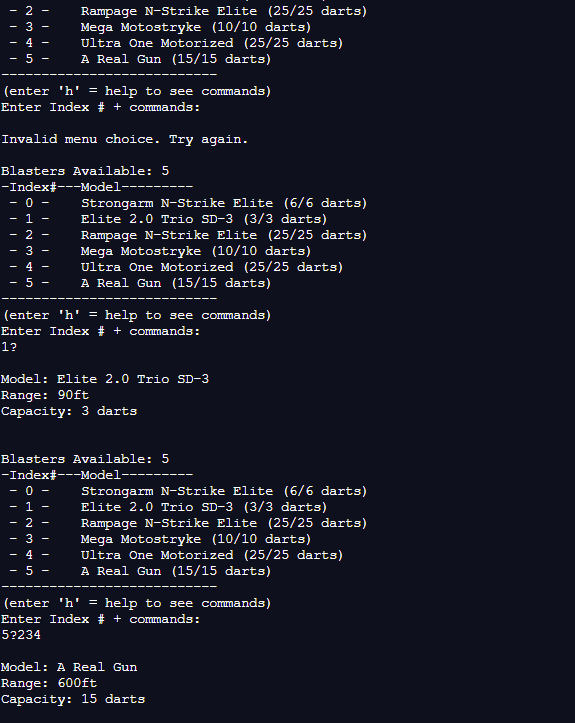 - 2 -    Rampage N-Strike Elite (25/25 darts)
- 3 -    Mega Motostryke (10/10 darts)
- 4 -    Ultra One Motorized (25/25 darts)
- 5 -    A Real Gun (15/15 darts)
---------------------------
(enter 'h' = help to see commands)
Enter Index # + commands:
Invalid menu choice. Try again.
Blasters Available: 5
-Index#---Model---------
- 0 -    Strongarm N-Strike Elite (6/6 darts)
- 1 -    Elite 2.0 Trio SD-3 (3/3 darts)
- 2 -    Rampage N-Strike Elite (25/25 darts)
- 3 -    Mega Motostryke (10/10 darts)
- 4 -    Ultra One Motorized (25/25 darts)
- 5 -    A Real Gun (15/15 darts)
---------------------------
(enter 'h' = help to see commands)
Enter Index # + commands:
1?
Model: Elite 2.0 Trio SD-3
Range: 90ft
Capacity: 3 darts
Blasters Available: 5
-Index#---Model---------
- 0 -    Strongarm N-Strike Elite (6/6 darts)
- 1 -    Elite 2.0 Trio SD-3 (3/3 darts)
- 2 -    Rampage N-Strike Elite (25/25 darts)
- 3 -    Mega Motostryke (10/10 darts)
- 4 -    Ultra One Motorized (25/25 darts)
- 5 -    A Real Gun (15/15 darts)
---------------------------
(enter 'h' = help to see commands)
Enter Index # + commands:
5?234
Model: A Real Gun
Range: 600ft
Capacity: 15 darts